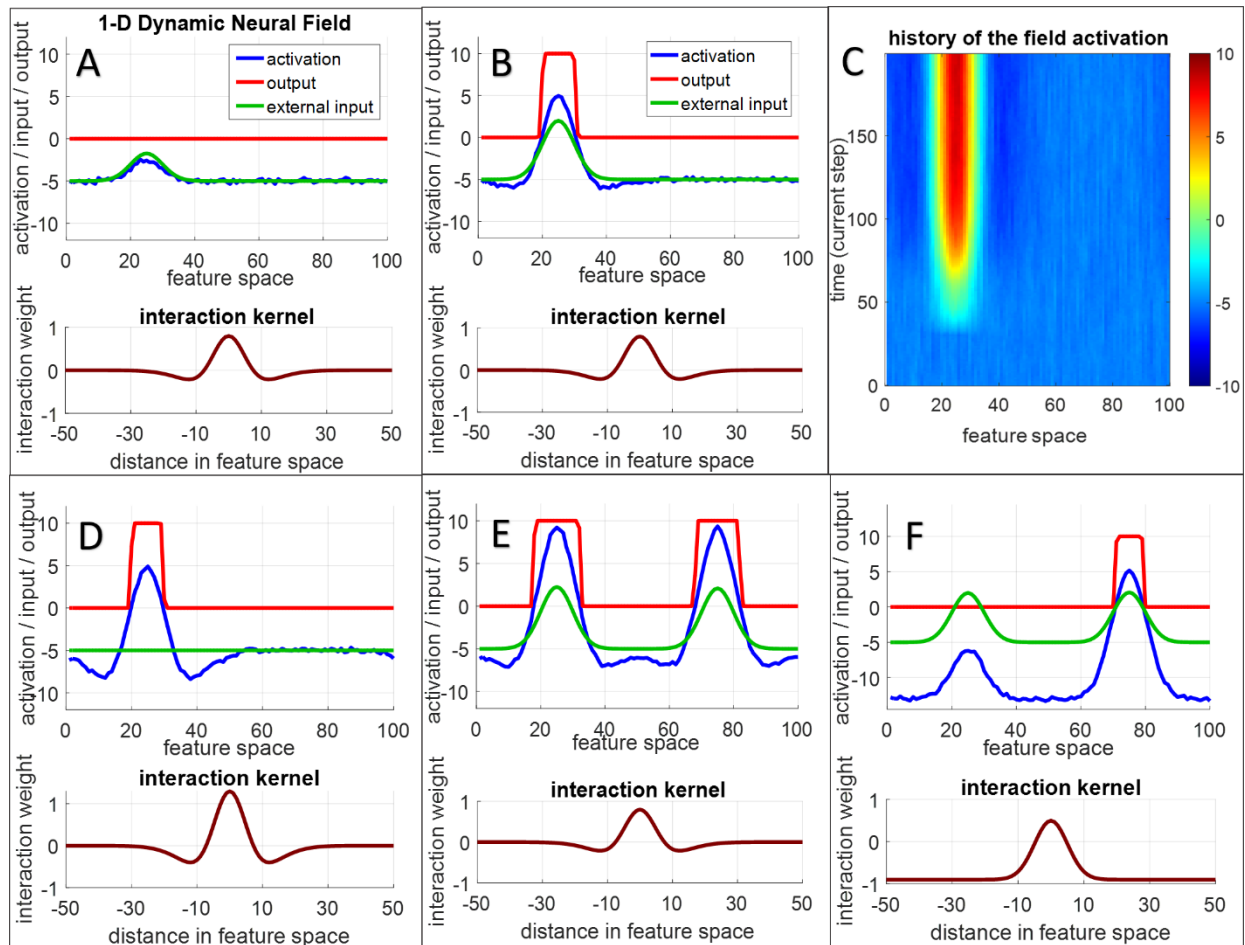 1-D Dynamic Neural Field
A
activation
output
external input
activation / input / output
10
5
0
-5
-10
0 20 40 60 80 100
feature space
interaction kernel
interaction weight
1
0
-1
-50 -30 -10 10 30 50
distance in feature space
B
activation
output
external input
activation / input / output
10
5
0
-5
-10
0 20 40 60 80 100
feature space
interaction kernel
interaction weight
1
0
-1
-50 -30 -10 10 30 50
distance in feature space
history of the field activation
C
time (current step)
150
100
50
0
0 20 40 60 80 100
feature space
10
5
0
-5
-10
D
activation / input / output
10
5
0
-5
-10
0 20 40 60 80 100
feature space
interaction kernel
interaction weight
1
0
1
-50 -30 -10 10 30 50
distance in feature space
E
activation / input / output
10
5
0
-5
-10
0 20 40 60 80 100
feature space
interaction kernel
interaction weight
1
0
-1
-50 -30 -10 10 30 50
distance in feature space
F
activation / input / output
10
5
0
-5
-10
0 20 40 60 80 100
feature space
interaction kernel
interaction weight
1
0
-1
-50 -30 -10 10 30 50
distance in feature space